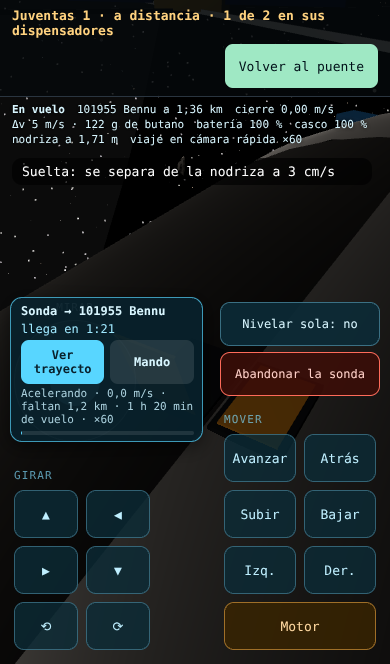 Juventas 1 · a distancia · 1 de 2 en sus
dispensadores
Volver al puente
En vuelo 101955 Bennu a 1,36 km cierre 0,00 m/s
Δv 5 m/s · 122 g de butano batería 100 % · casco 100 %
nodriza a 1,71 m viaje en cámara rápida ×60
Suelta: se separa de la nodriza a 3 cm/s
Sonda → 101955 Bennu
llega en 1:21
Ver
trayecto
Mando
Acelerando · 0,0 m/s ·
faltan 1,2 km · 1 h 20 min
de vuelo · ×60
Nivelar sola: no
Abandonar la sonda
MOVER
Avanzar
Atrás
GIRAR
▲
◀
Subir
Bajar
▶
▼
Izq.
Der.
⟲
⟳
Motor